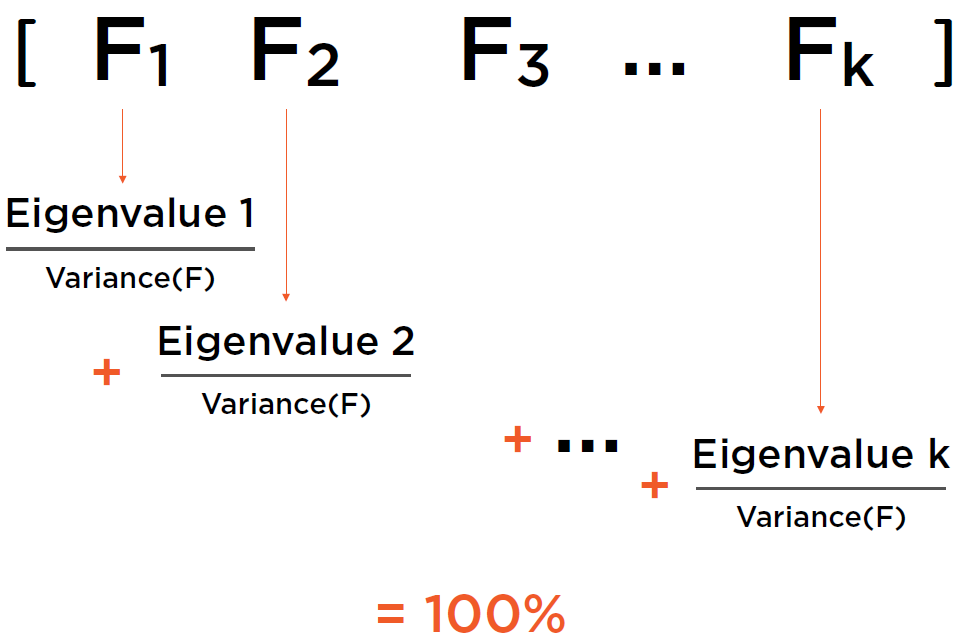 [ F1 F2 F3 ... Fk ]
Eigenvalue 1
Variance(F)
+ Eigenvalue 2
Variance(F)
+ ...
+ Eigenvalue k
Variance(F)
= 100%